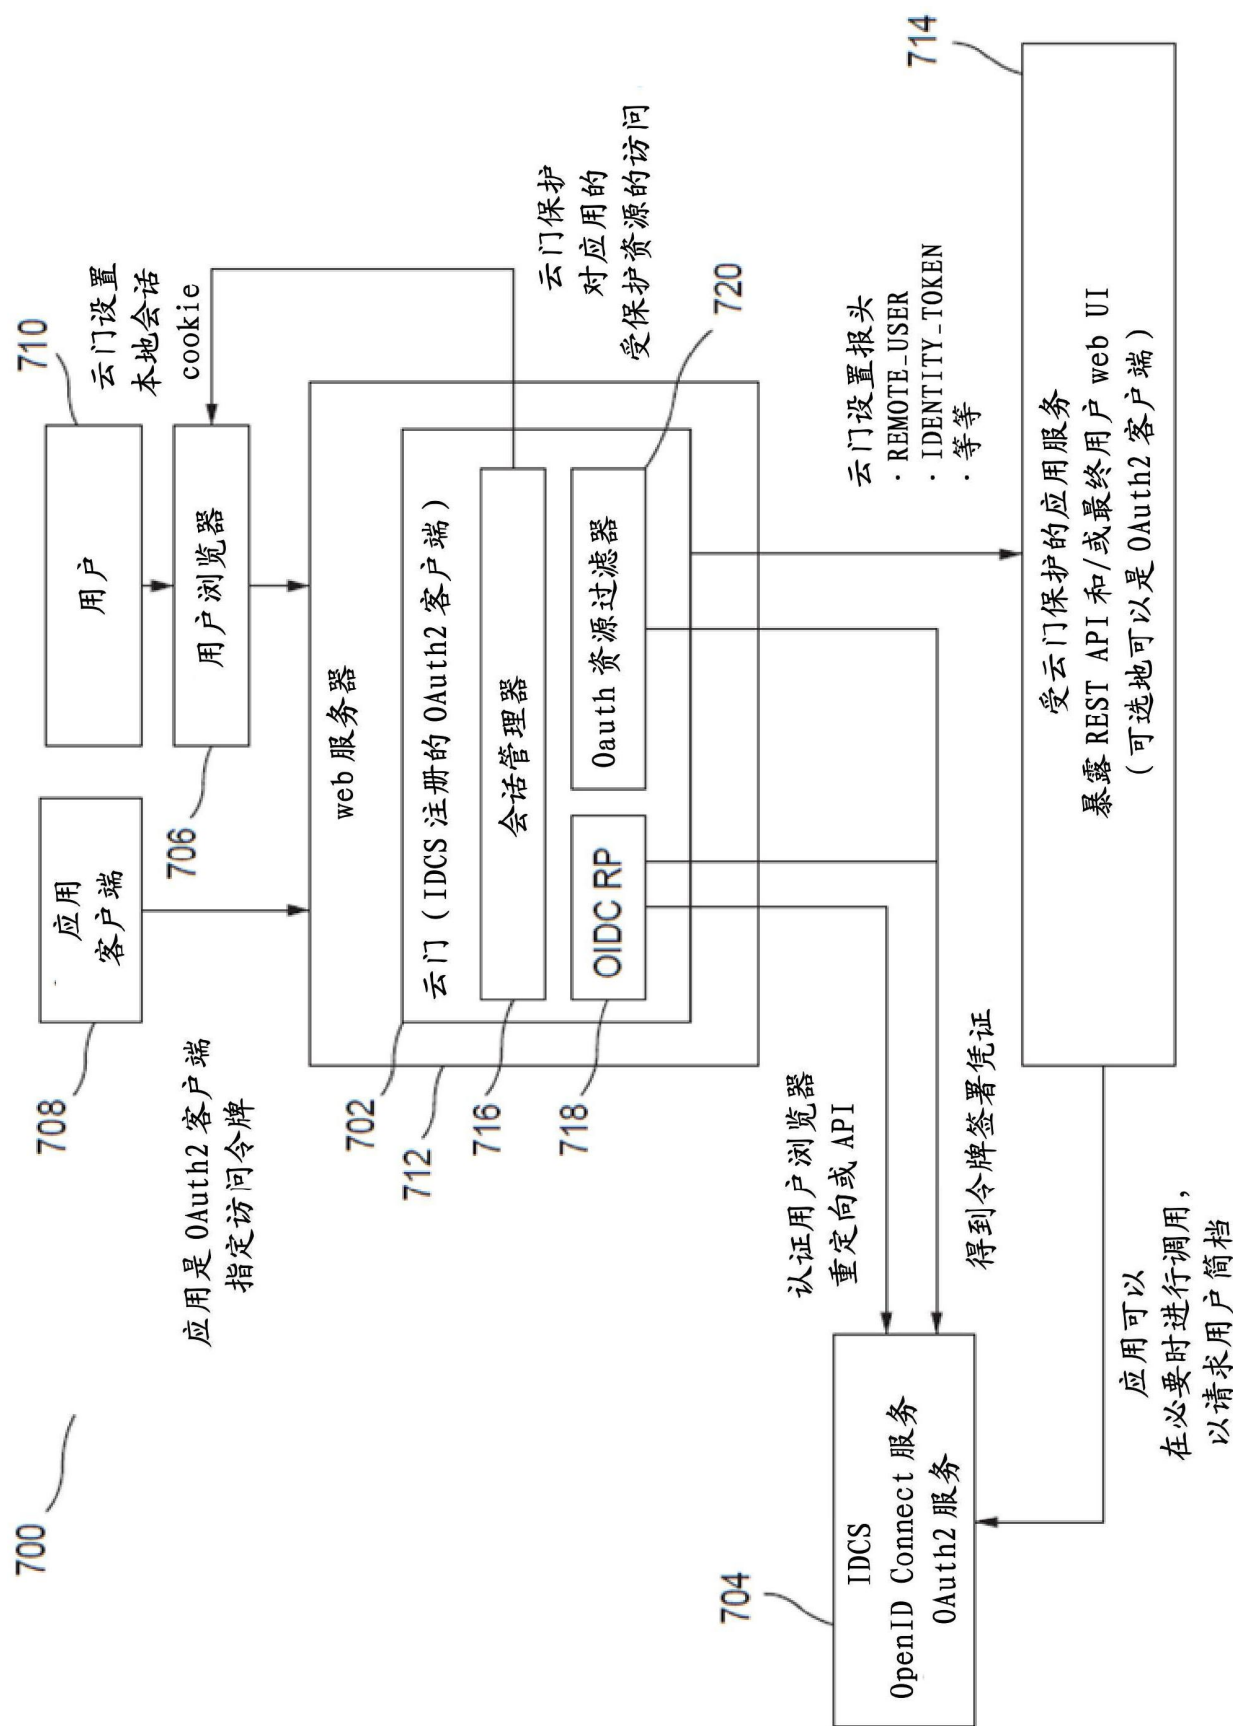 700
708
应用
客户端
710
用户
706
用户浏览器
云门设置
本地会话
cookie
应用是 OAuth2 客户端
指定访问令牌
web 服务器
702
云门（IDCS 注册的 OAuth2 客户端）
712
716
会话管理器
718
OIDC RP
Oauth 资源过滤器
720
云门保护
对应用的
受保护资源的访问
认证用户浏览器
重定向或 API
得到令牌签署凭证
云门设置报头
· REMOTE_USER
· IDENTITY_TOKEN
· 等等
704
IDCS
OpenID Connect 服务
OAuth2 服务
714
受云门保护的应用服务
暴露 REST API 和/或最终用户 web UI
（可选地可以是 OAuth2 客户端）
应用可以
在必要时进行调用，
以请求用户简档